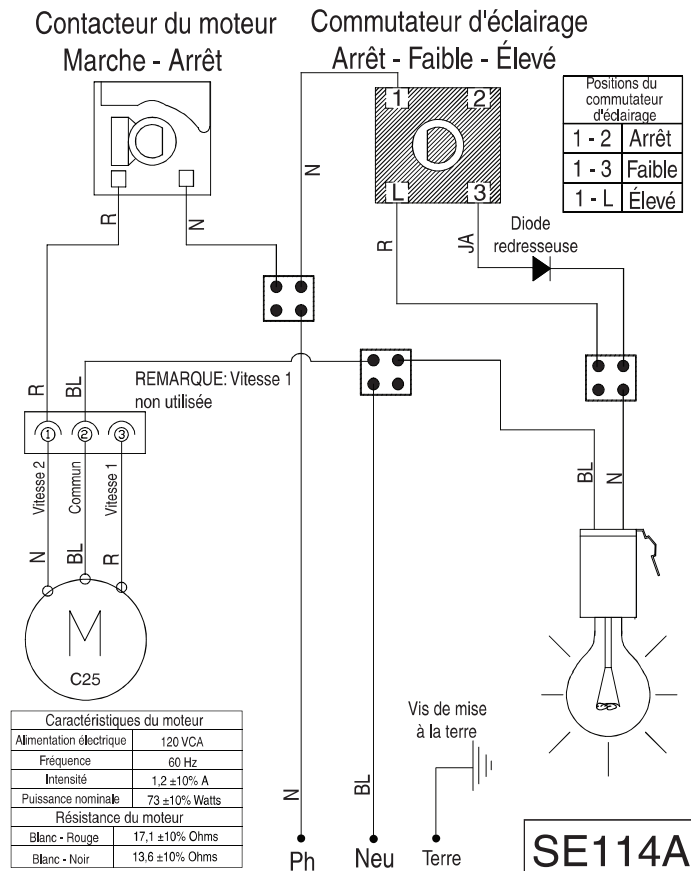 Contacteur du moteur
Marche - Arrêt
Commutateur d'éclairage
Arrêt - Faible - Élevé
Positions du
commutateur
d'éclairage
1 - 2 Arrêt
1 - 3 Faible
1 - L Élevé
1 2
L 3
R
N
N
R
JA
Diode
redresseuse
R
BL
REMARQUE: Vitesse 1
non utilisée
1 2 3
Vitesse 2
Commun
Vitesse 1
BL
N
N
BL
R
M
C25
Caractéristiques du moteur
Alimentation électrique 120 VCA
Fréquence 60 Hz
Intensité 1,2 ±10% A
Puissance nominale 73 ±10% Watts
Résistance du moteur
Blanc - Rouge 17,1 ±10% Ohms
Blanc - Noir 13,6 ±10% Ohms
Vis de mise
à la terre
N
BL
Ph
Neu
Terre
SE114A